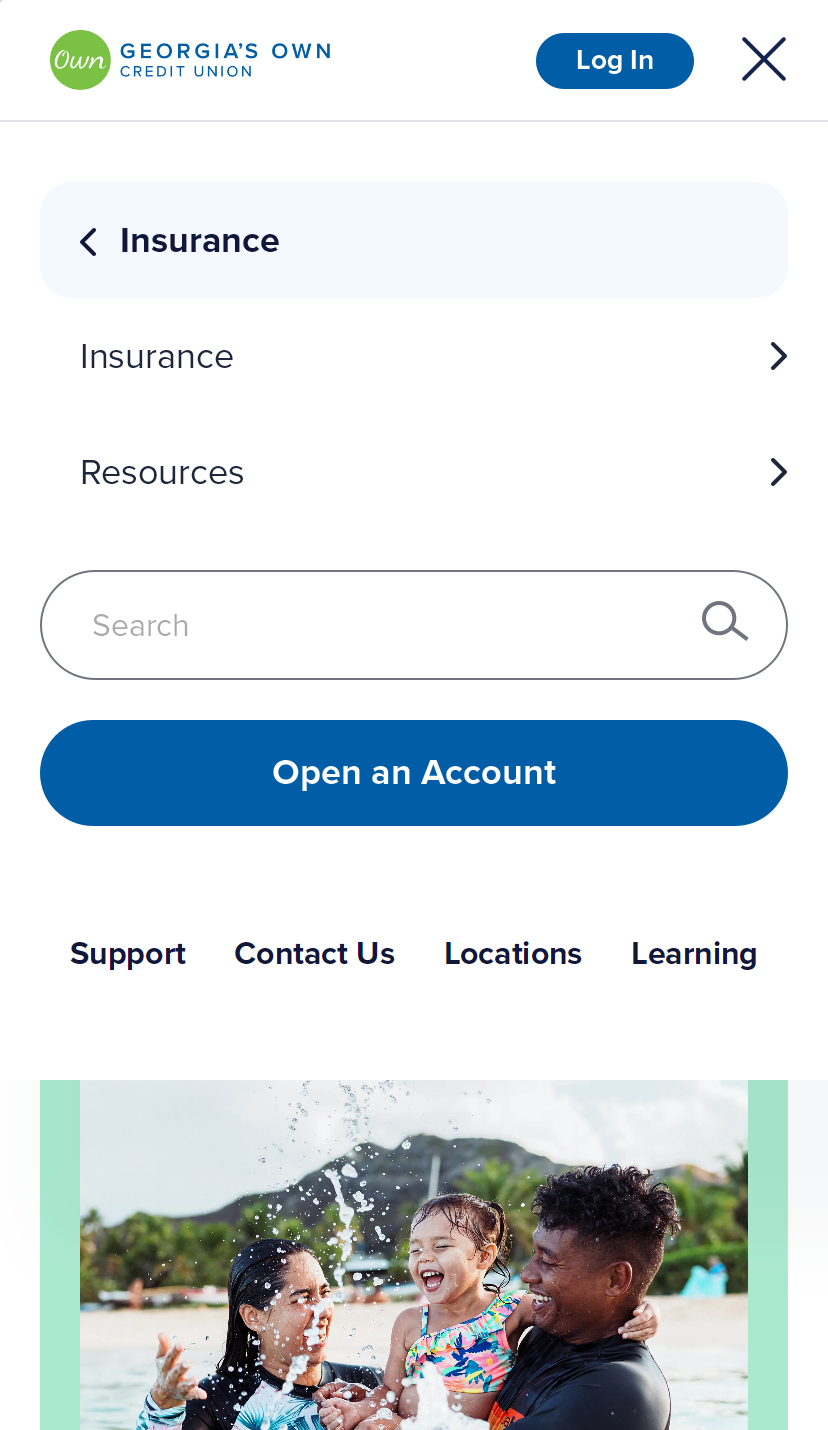 Own
GEORGIA'S OWN
CREDIT UNION
Log In
Insurance
Insurance
Resources
Search
Open an Account
Support Contact Us Locations Learning